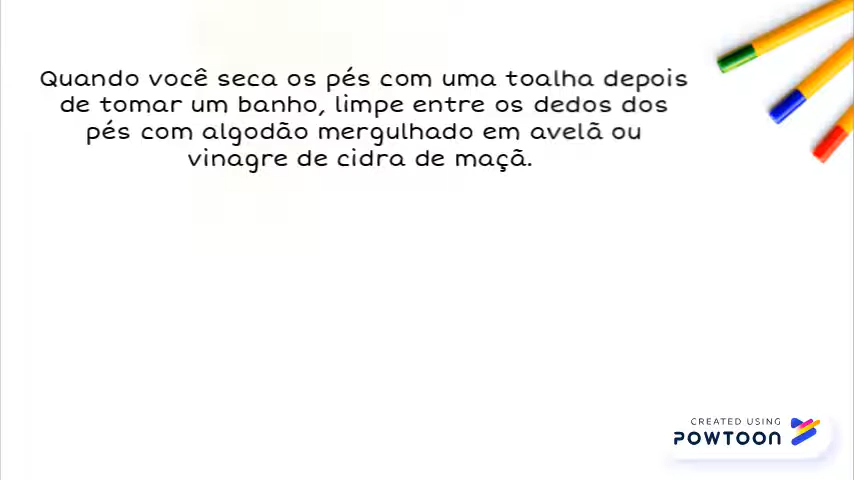 Quando você seca os pés com uma toalha depois
de tomar um banho, limpe entre os dedos dos
pés com algodão mergulhado em avelã ou
vinagre de cidra de maçã.
CREATED USING
POWTOON